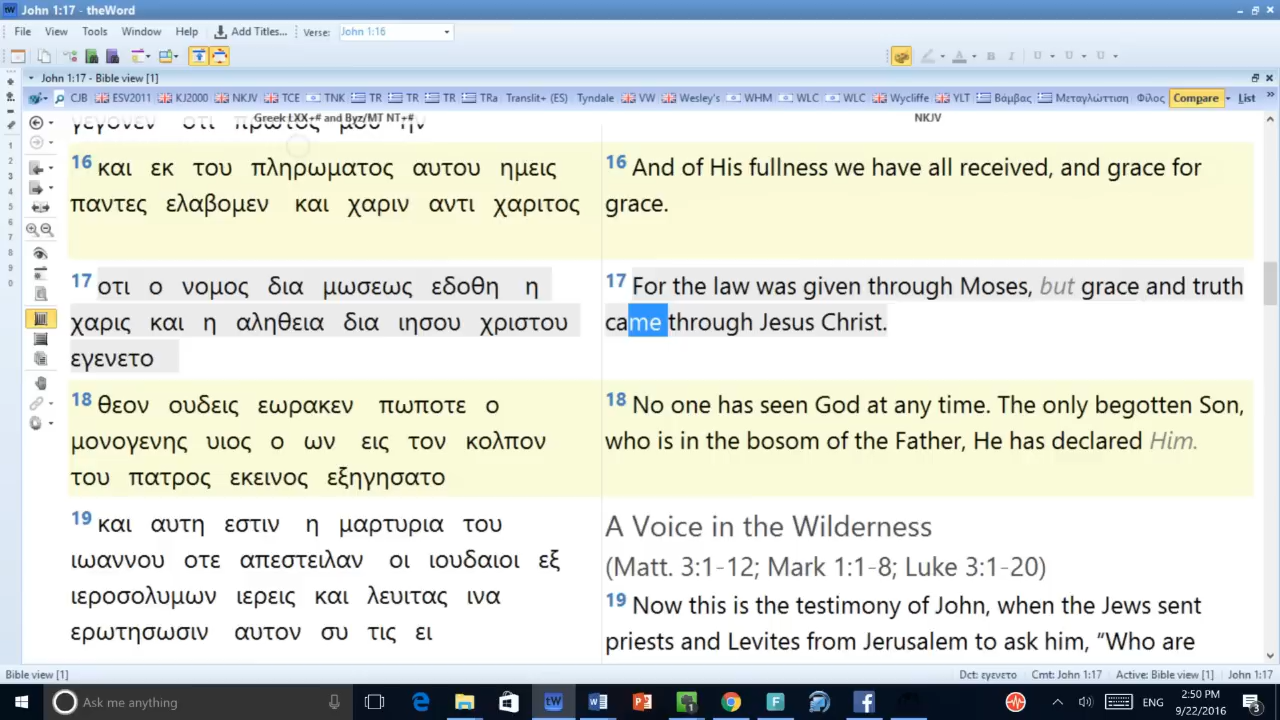 John 1:17 - theWord
File View Tools Window Help Add Titles... Verse: John 1:16
John 1:17 - Bible view [1]
CJB ESV2011 KJ2000 NKJV TCE TNK TR TR TR TRa Translit+ (ES) Tyndale VW Wesley's WHM WLC WLC Wycliffe YLT Βάμβας Μεταγλώττιση Φίλος Compare List
Greek LXX+# and Byz/MT NT+#
NKJV
γεγονεν οτι πρωτος μου ην
16 και εκ του πληρωματος αυτου ημεις
παντες ελαβομεν και χαριν αντι χαριτος
17 οτι ο νομος δια μωσεως εδοθη η
χαρις και η αληθεια δια ιησου χριστου
εγενετο
18 θεον ουδεις εωρακεν πωποτε ο
μονογενης υιος ο ων εις τον κολπον
του πατρος εκεινος εξηγησατο
19 και αυτη εστιν η μαρτυρια του
ιωαννου οτε απεστειλαν οι ιουδαιοι εξ
ιεροσολυμων ιερεις και λευιτας ινα
ερωτησωσιν αυτον συ τις ει
16 And of His fullness we have all received, and grace for
grace.
17 For the law was given through Moses, but grace and truth
came through Jesus Christ.
18 No one has seen God at any time. The only begotten Son,
who is in the bosom of the Father, He has declared Him.
A Voice in the Wilderness
(Matt. 3:1-12; Mark 1:1-8; Luke 3:1-20)
19 Now this is the testimony of John, when the Jews sent
priests and Levites from Jerusalem to ask him, “Who are
Bible view [1]
Dct: εγενετο Cmt: John 1:17 Active: Bible view [1] John 1:17
Ask me anything
ENG
2:50 PM
9/22/2016